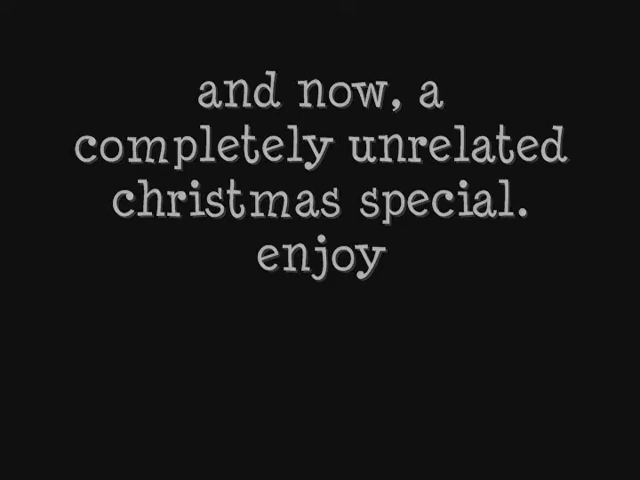 and now, a
completely unrelated
christmas special.
enjoy